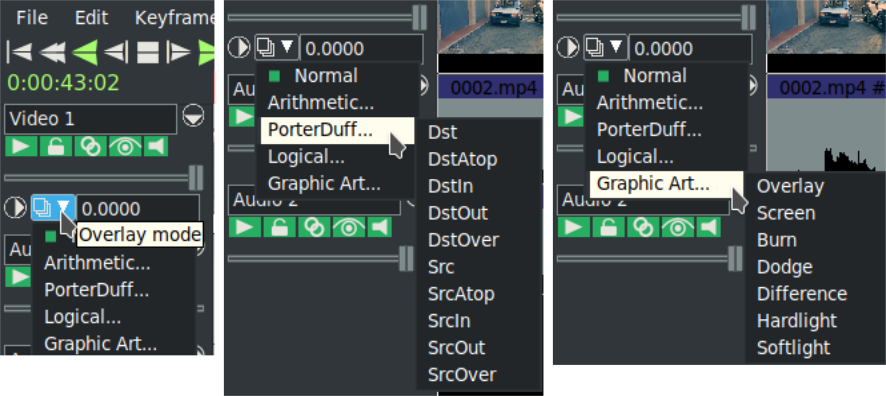 File Edit Keyframe
0:00:43:02
Video 1
0.0000
Overlay mode
Au
Arithmetic...
PorterDuff...
Logical...
Graphic Art...
0.0000
Normal
Au
0002.mp4
Arithmetic...
PorterDuff...
Logical...
Graphic Art...
Audio 2
Dst
DstAtop
DstIn
DstOut
DstOver
Src
SrcAtop
SrcIn
SrcOut
SrcOver
0.0000
Normal
Au
0002.mp4 #
Arithmetic...
PorterDuff...
Logical...
Graphic Art...
Audio 2
Overlay
Screen
Burn
Dodge
Difference
Hardlight
Softlight